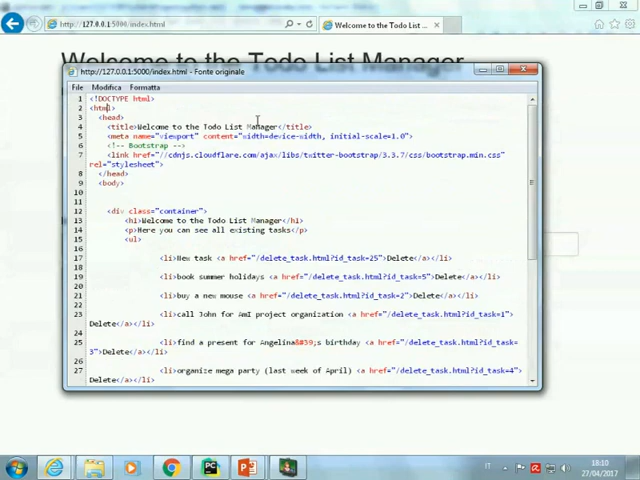 http://127.0.0.1:5000/index.html
Welcome to the Todo List ...
Welcome to the Todo List Manager
http://127.0.0.1:5000/index.html - Fonte originale
File Modifica Formatta
1 <!DOCTYPE html>
2 <html>
3 <head>
4 <title>Welcome to the Todo List Manager</title>
5 <meta name="viewport" content="width=device-width, initial-scale=1.0">
6 <!-- Bootstrap -->
7 <link href="//cdnjs.cloudflare.com/ajax/libs/twitter-bootstrap/3.3.7/css/bootstrap.min.css"
rel="stylesheet">
8 </head>
9 <body>
10
11
12 <div class="container">
13 <h1>Welcome to the Todo List Manager</h1>
14 <p>Here you can see all existing tasks</p>
15 <ul>
16
17 <li>New task <a href="/delete_task.html?id_task=25">Delete</a></li>
18
19 <li>book summer holidays <a href="/delete_task.html?id_task=5">Delete</a></li>
20
21 <li>buy a new mouse <a href="/delete_task.html?id_task=2">Delete</a></li>
22
23 <li>call John for AmI project organization <a href="/delete_task.html?id_task=1">
Delete</a></li>
24
25 <li>find a present for Angelina&#39;s birthday <a href="/delete_task.html?id_task=
3">Delete</a></li>
26
27 <li>organize mega party (last week of April) <a href="/delete_task.html?id_task=4">
Delete</a></li>
IT
18:10
27/04/2017